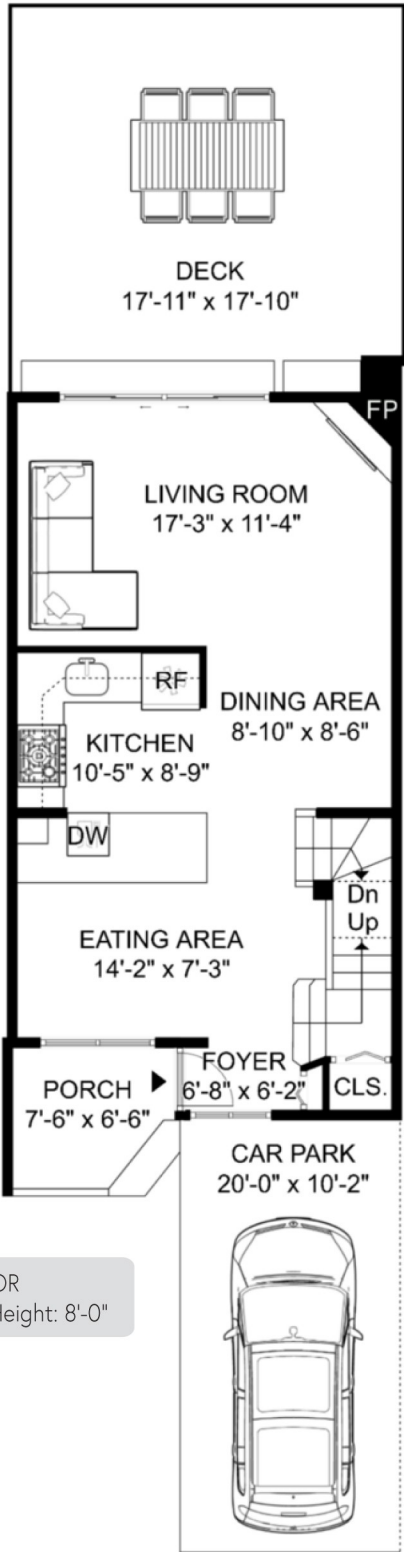 DECK
17'-11" x 17'-10"
FP
LIVING ROOM
17'-3" x 11'-4"
RF
DINING AREA
8'-10" x 8'-6"
KITCHEN
10'-5" x 8'-9"
DW
Dn
Up
EATING AREA
14'-2" x 7'-3"
FOYER
6'-8" x 6'-2"
CLS.
PORCH
7'-6" x 6'-6"
CAR PARK
20'-0" x 10'-2"
OR
Height: 8'-0"